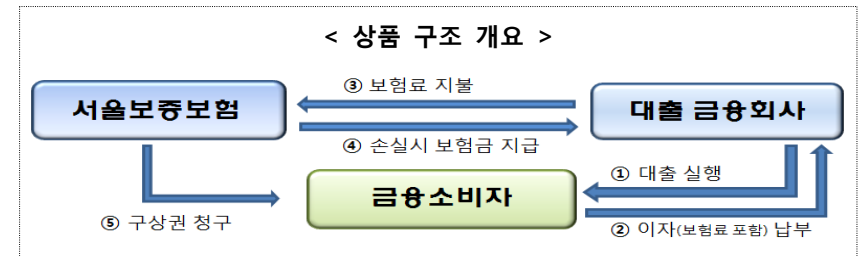 < 상품 구조 개요 >
③ 보험료 지불
서울보증보험
대출 금융회사
④ 손실시 보험금 지급
① 대출 실행
금융소비자
⑤ 구상권 청구
② 이자(보험료 포함) 납부